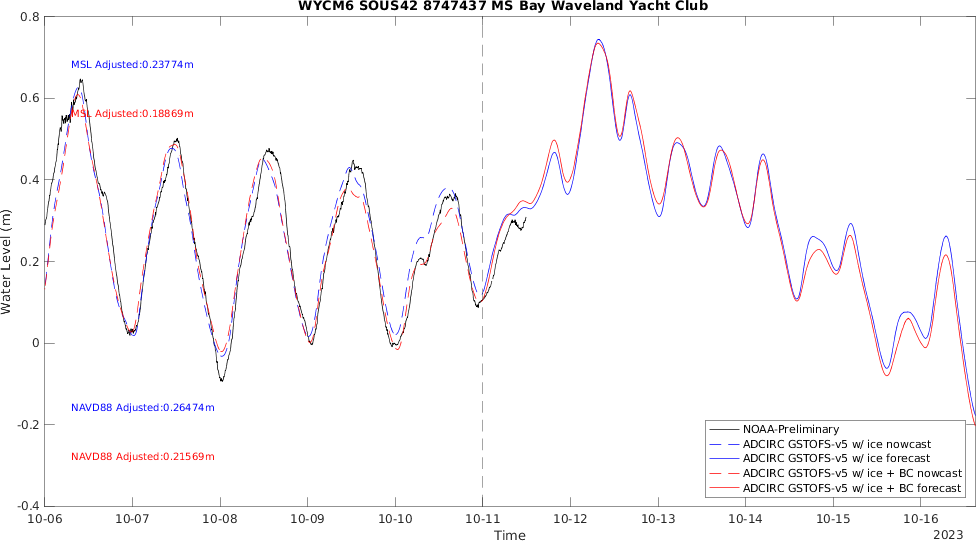 WYCM6 SOUS42 8747437 MS Bay Waveland Yacht Club
0.8
0.6
0.4
0.2
0
-0.2
-0.4
Water Level (m)
MSL Adjusted:0.23774m
MSL Adjusted:0.18869m
NAVD88 Adjusted:0.26474m
NAVD88 Adjusted:0.21569m
NOAA-Preliminary
ADCIRC GSTOFS-v5 w/ ice nowcast
ADCIRC GSTOFS-v5 w/ ice forecast
ADCIRC GSTOFS-v5 w/ ice + BC nowcast
ADCIRC GSTOFS-v5 w/ ice + BC forecast
10-06 10-07 10-08 10-09 10-10 10-11 10-12 10-13 10-14 10-15 10-16
Time
2023